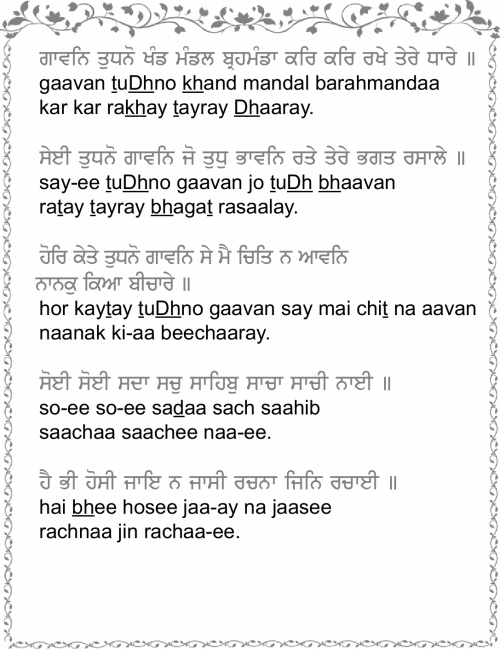 ਗਾਵਨਿ ਤੁਧਨੋ ਖੰਡ ਮੰਡਲ ਬ੍ਰਹਮੰਡਾ ਕਰਿ ਕਰਿ ਰਖੇ ਤੇਰੇ ਧਾਰੇ ॥
gaavan tuDhno khand mandal barahmandaa
kar kar rakhay tayray Dhaaray.
ਸੇਈ ਤੁਧਨੋ ਗਾਵਨਿ ਜੋ ਤੁਧੁ ਭਾਵਨਿ ਰਤੇ ਤੇਰੇ ਭਗਤ ਰਸਾਲੇ ॥
say-ee tuDhno gaavan jo tuDh bhaavan
ratay tayray bhagat rasaalay.
ਹੋਰਿ ਕੇਤੇ ਤੁਧਨੋ ਗਾਵਨਿ ਸੇ ਮੈ ਚਿਤਿ ਨ ਆਵਨਿ
ਨਾਨਕੁ ਕਿਆ ਬੀਚਾਰੇ ॥
hor kaytay tuDhno gaavan say mai chit na aavan
naanak ki-aa beechaaray.
ਸੋਈ ਸੋਈ ਸਦਾ ਸਚੁ ਸਾਹਿਬੁ ਸਾਚਾ ਸਾਚੀ ਨਾਈ ॥
so-ee so-ee sadaa sach saahib
saachaa saachee naa-ee.
ਹੈ ਭੀ ਹੋਸੀ ਜਾਇ ਨ ਜਾਸੀ ਰਚਨਾ ਜਿਨਿ ਰਚਾਈ ॥
hai bhee hosee jaa-ay na jaasee
rachnaa jin rachaa-ee.